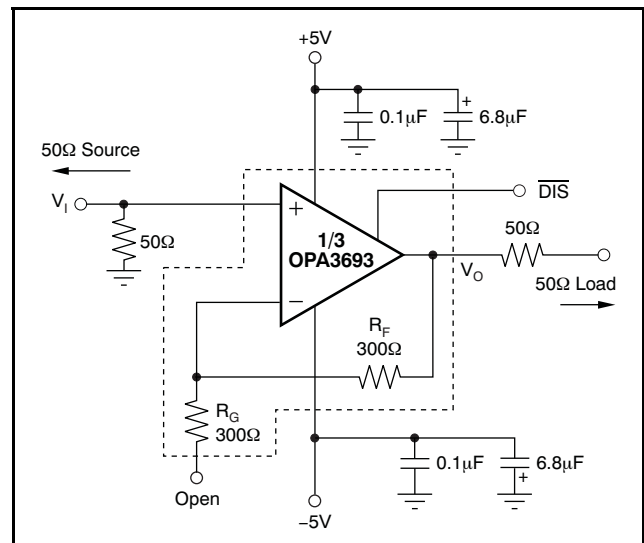 +5V
+
0.1μF
6.8μF
50Ω Source
V_I
DIS
50Ω
+
1/3
OPA3693
50Ω
V_O
50Ω Load
−
R_F
300Ω
R_G
300Ω
0.1μF
6.8μF
+
Open
−5V